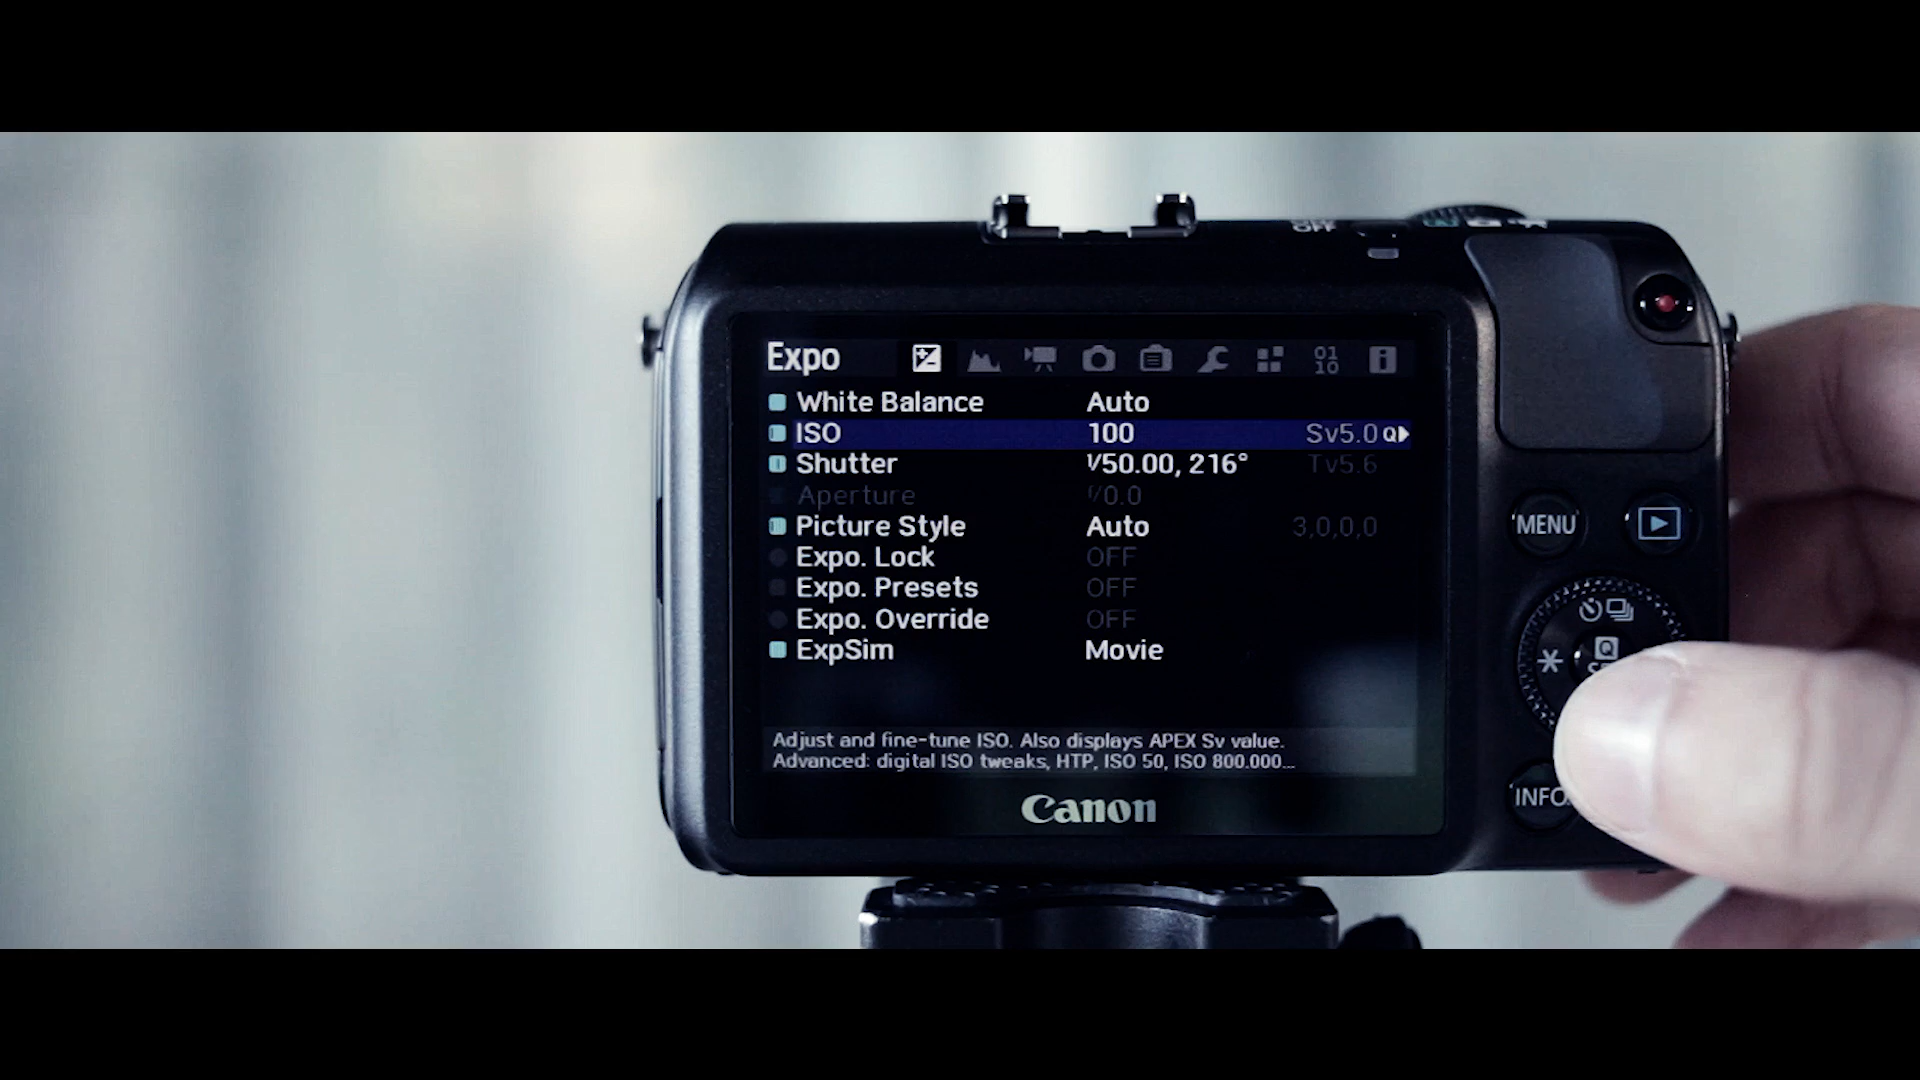 OFF
Expo 01 10
White Balance Auto
ISO 100 Sv5.0 Q
Shutter 1/50.00, 216° Tv5.6
Aperture f/0.0
Picture Style Auto 3,0,0,0
Expo. Lock OFF
Expo. Presets OFF
Expo. Override OFF
ExpSim Movie
Adjust and fine-tune ISO. Also displays APEX Sv value.
Advanced: digital ISO tweaks, HTP, ISO 50, ISO 800.000...
Canon
MENU
Q
INFO.